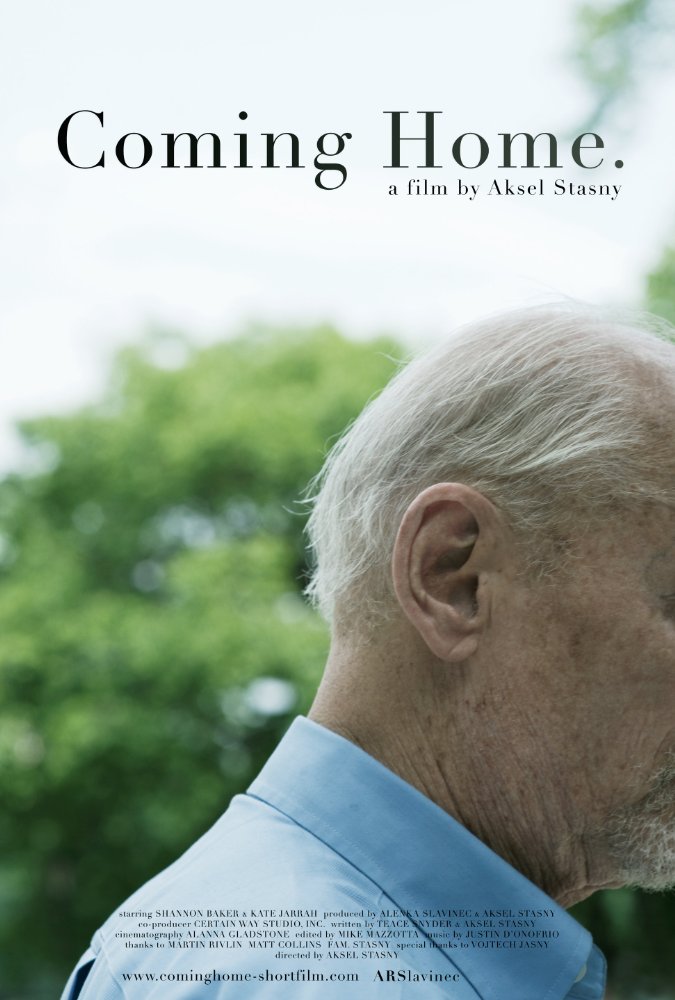 Coming Home.
a film by Aksel Stasny
starring SHANNON BAKER & KATE JARRAH produced by ALENKA SLAVINEC & AKSEL STASNY
co-producer CERTAIN WAY STUDIO, INC. written by TEACE SNYDER & AKSEL STASNY
cinematography ALANNA GLADSTONE edited by MIKE MAZZOTTA music by JUSTIN D'ONOFRIO
thanks to MARTIN RIVLIN MATT COLLINS FAM. STASNY special thanks to VOJTECH JASNY
directed by AKSEL STASNY
www.cominghome-shortfilm.com ARSlavinec